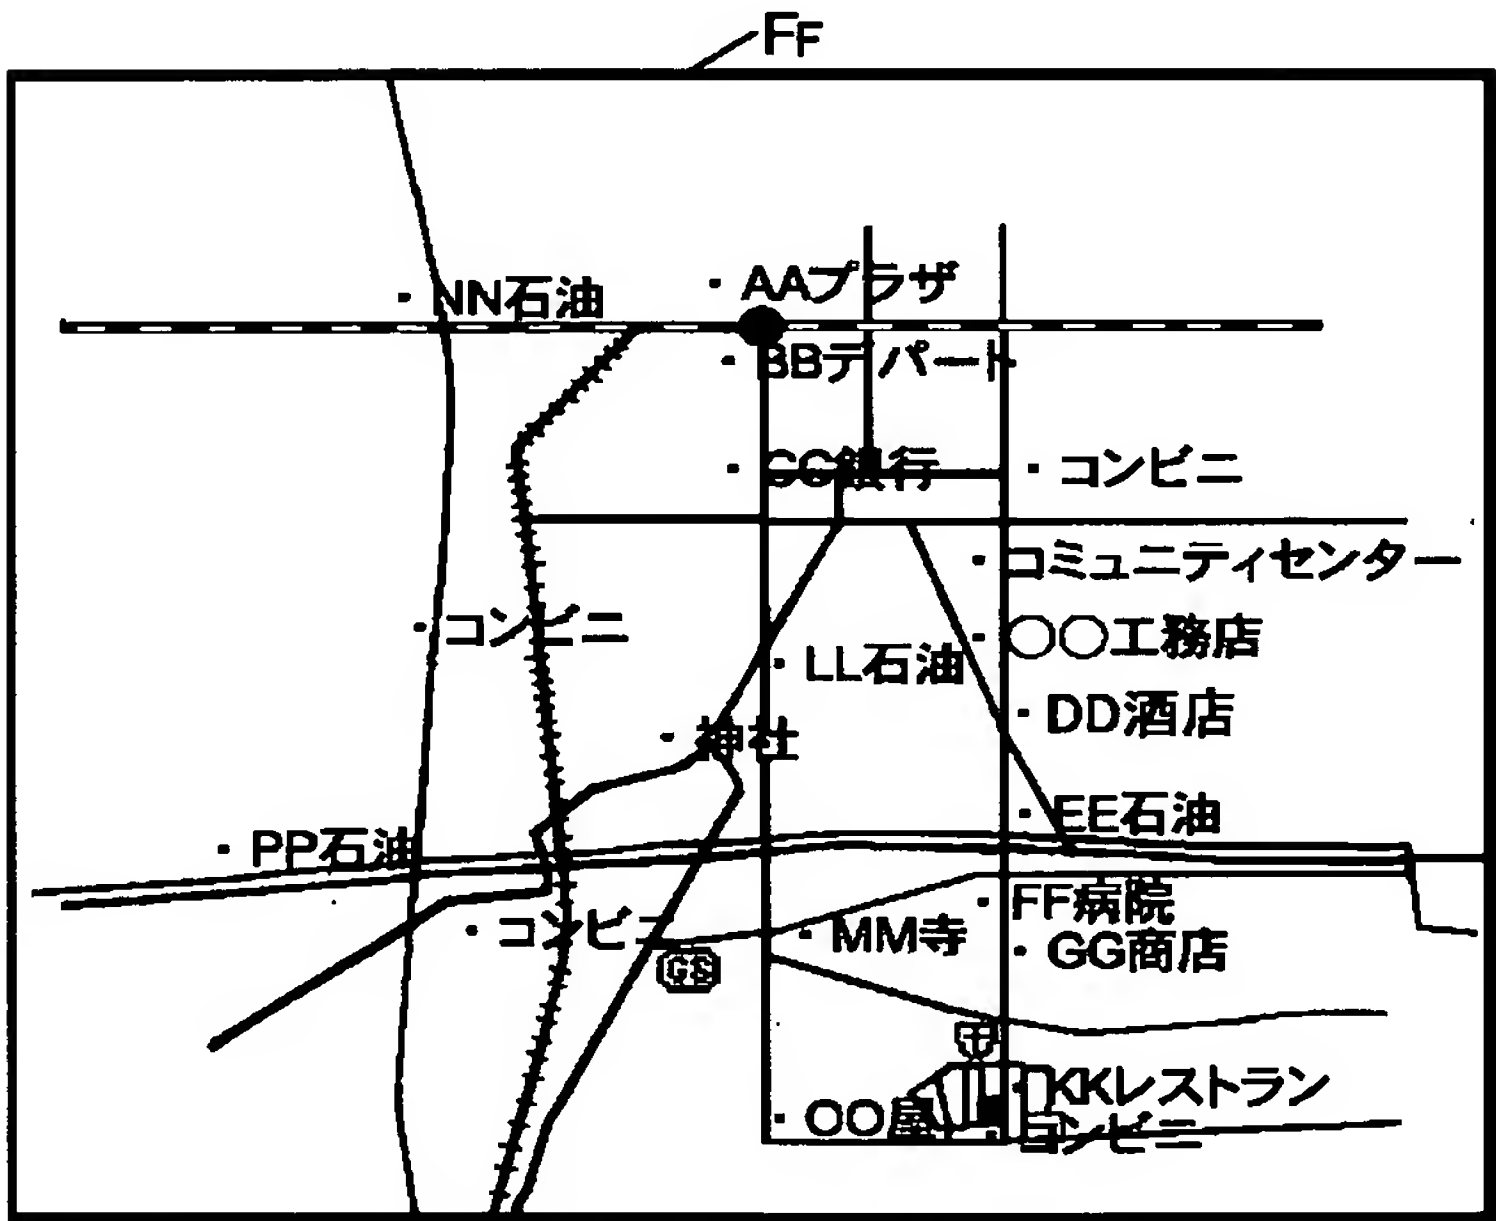 FF
NN石油
AAプラザ
BBデパート
CC銀行
コンビニ
コミュニティセンター
コンビニ
〇〇工務店
LL石油
DD酒店
神社
EE石油
PP石油
FF病院
コンビニ
MM寺
GG商店
GS
KKレストラン
〇〇屋
コンビニ